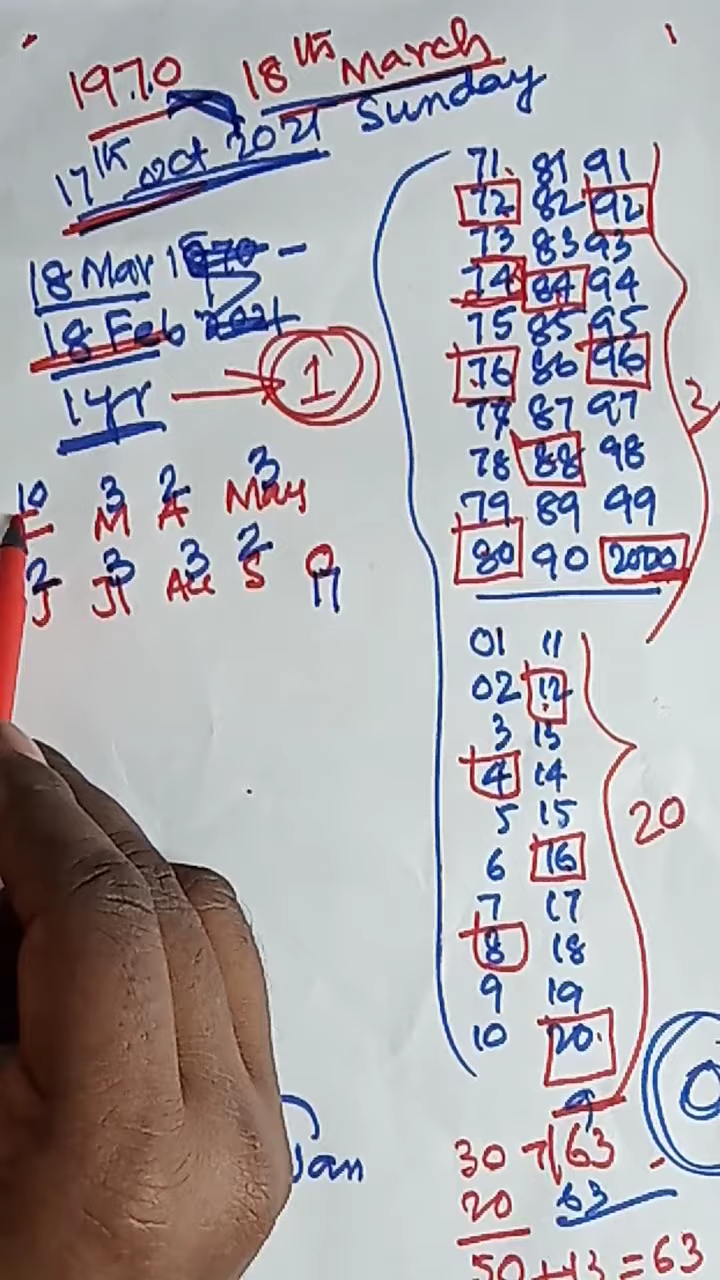 1970 18th March
17th oct 2021 Sunday
18 Mar
18 Feb
1yr → 1
10 3 2 3
F M A May
2 3 3 2
J Jl Au S O
17
71 81 91
72 82 92
73 83 93
74 84 94
75 85 95
76 86 96
77 87 97
78 88 98
79 89 99
80 90 2000
3
01 11
02 12
3 13
4 14
5 15
6 16
7 17
8 18
9 19
10 20
20
Jan
9
30 7 63
20 63
50 + 13 = 63
0